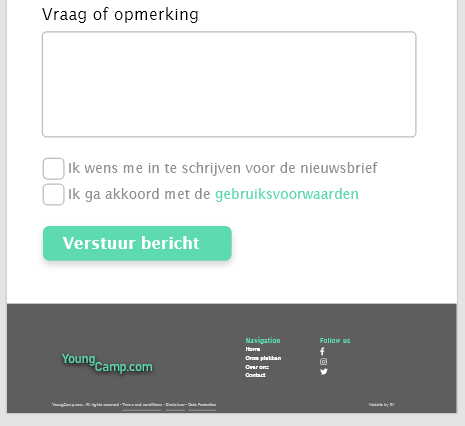 Vraag of opmerking
Ik wens me in te schrijven voor de nieuwsbrief
Ik ga akkoord met de gebruiksvoorwaarden
Verstuur bericht
YoungCamp.com
Navigation
Home
Onze plekken
Over ons
Contact
Follow us
YoungCamp.com. All rights reserved - Terms and conditions - Disclaimer - Data Protection
Website by